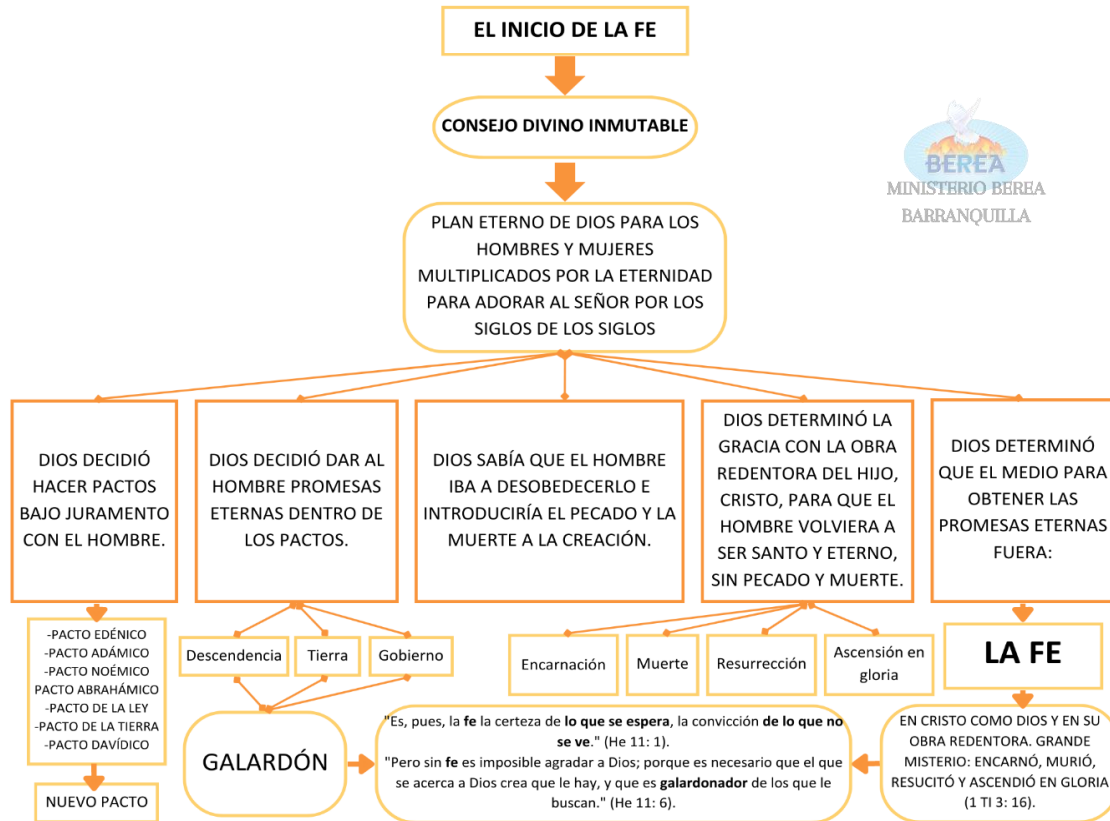 EL INICIO DE LA FE
CONSEJO DIVINO INMUTABLE
BEREA
MINISTERIO BEREA
BARRANQUILLA
PLAN ETERNO DE DIOS PARA LOS
HOMBRES Y MUJERES
MULTIPLICADOS POR LA ETERNIDAD
PARA ADORAR AL SEÑOR POR LOS
SIGLOS DE LOS SIGLOS
DIOS DECIDIÓ
HACER PACTOS
BAJO JURAMENTO
CON EL HOMBRE.
DIOS DECIDIÓ DAR AL
HOMBRE PROMESAS
ETERNAS DENTRO DE
LOS PACTOS.
DIOS SABÍA QUE EL HOMBRE
IBA A DESOBEDECERLO E
INTRODUCIRÍA EL PECADO Y LA
MUERTE A LA CREACIÓN.
DIOS DETERMINÓ LA
GRACIA CON LA OBRA
REDENTORA DEL HIJO,
CRISTO, PARA QUE EL
HOMBRE VOLVIERA A
SER SANTO Y ETERNO,
SIN PECADO Y MUERTE.
DIOS DETERMINÓ
QUE EL MEDIO PARA
OBTENER LAS
PROMESAS ETERNAS
FUERA:
-PACTO EDÉNICO
-PACTO ADÁMICO
-PACTO NOÉMICO
PACTO ABRAHÁMICO
-PACTO DE LA LEY
-PACTO DE LA TIERRA
-PACTO DAVÍDICO
NUEVO PACTO
Descendencia
Tierra
Gobierno
GALARDÓN
Encarnación
Muerte
Resurrección
Ascensión en
gloria
LA FE
"Es, pues, la fe la certeza de lo que se espera, la convicción de lo que no
se ve." (He 11: 1).
"Pero sin fe es imposible agradar a Dios; porque es necesario que el que
se acerca a Dios crea que le hay, y que es galardonador de los que le
buscan." (He 11: 6).
EN CRISTO COMO DIOS Y EN SU
OBRA REDENTORA. GRANDE
MISTERIO: ENCARNÓ, MURIÓ,
RESUCITÓ Y ASCENDIÓ EN GLORIA
(1 TI 3: 16).